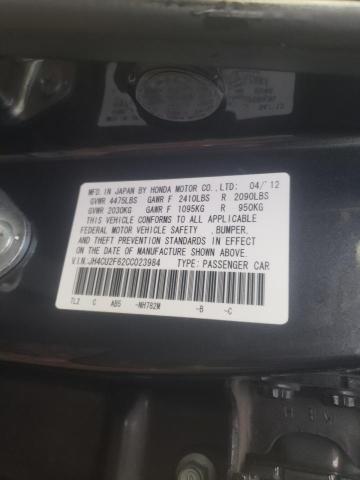 MFD.IN JAPAN BY HONDA MOTOR CO.,LTD. 04/'12
GVWR 4475LBS GAWR F 2410LBS R 2090LBS
GVWR 2030KG GAWR F 1095KG R 950KG
THIS VEHICLE CONFORMS TO ALL APPLICABLE
FEDERAL MOTOR VEHICLE SAFETY ,BUMPER,
AND THEFT PREVENTION STANDARDS IN EFFECT
ON THE DATE OF MANUFACTURE SHOWN ABOVE.
V.I.N:JH4CU2F62CC023984 TYPE: PASSENGER CAR
TL2 C AB5 -NH782M -B -C